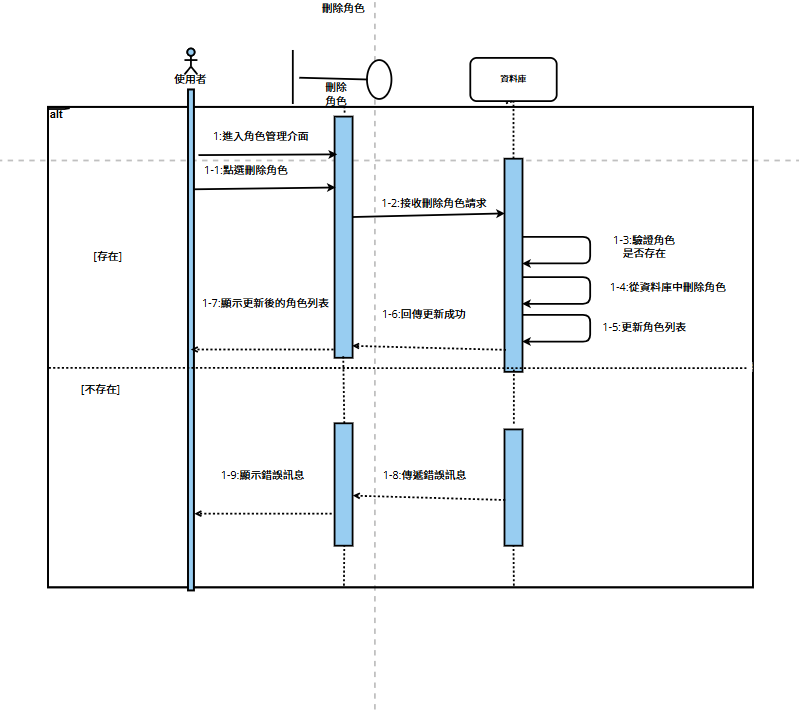 刪除角色
使用者
刪除
角色
資料庫
alt
1:進入角色管理介面
1-1:點選刪除角色
1-2:接收刪除角色請求
1-3:驗證角色
是否存在
[存在]
1-4:從資料庫中刪除角色
1-7:顯示更新後的角色列表
1-6:回傳更新成功
1-5:更新角色列表
[不存在]
1-9:顯示錯誤訊息
1-8:傳遞錯誤訊息